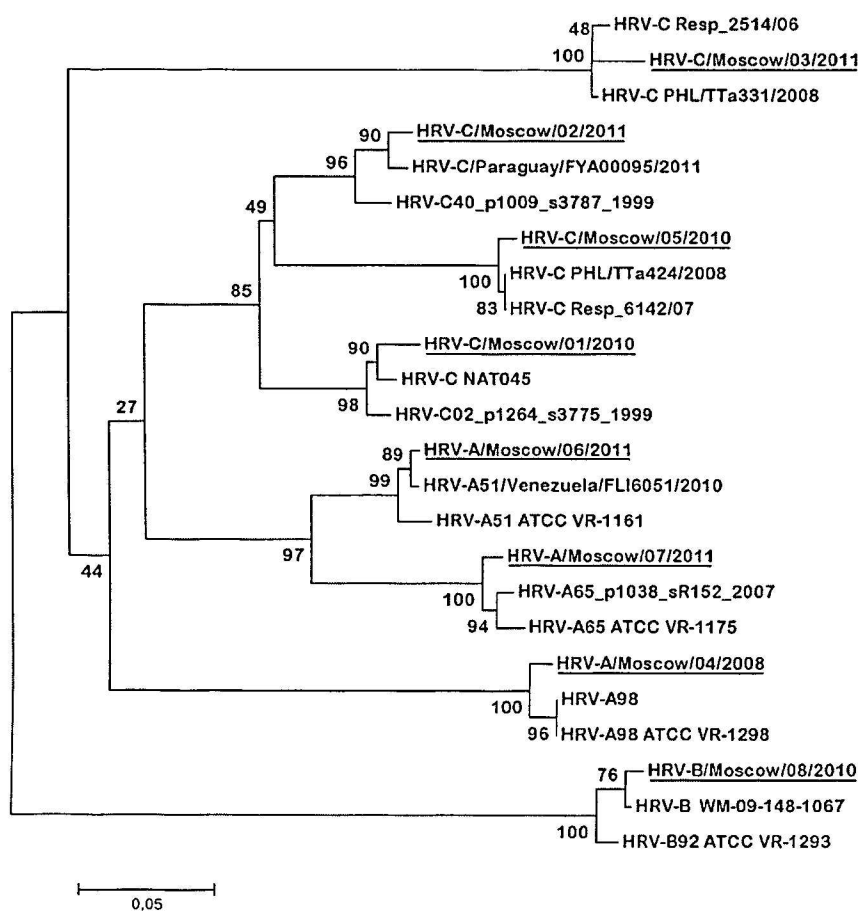 48
HRV-C Resp_2514/06
100
HRV-C/Moscow/03/2011
HRV-C PHL/TTa331/2008
90
HRV-C/Moscow/02/2011
96
HRV-C/Paraguay/FYA00095/2011
HRV-C40_p1009_s3787_1999
49
HRV-C/Moscow/05/2010
100
HRV-C PHL/TTa424/2008
85
83
HRV-C Resp_6142/07
90
HRV-C/Moscow/01/2010
HRV-C NAT045
98
HRV-C02_p1264_s3775_1999
27
89
HRV-A/Moscow/06/2011
99
HRV-A51/Venezuela/FLI6051/2010
HRV-A51 ATCC VR-1161
97
HRV-A/Moscow/07/2011
44
100
HRV-A65_p1038_sR152_2007
94
HRV-A65 ATCC VR-1175
HRV-A/Moscow/04/2008
100
HRV-A98
96
HRV-A98 ATCC VR-1298
76
HRV-B/Moscow/08/2010
HRV-B WM-09-148-1067
100
HRV-B92 ATCC VR-1293
0,05